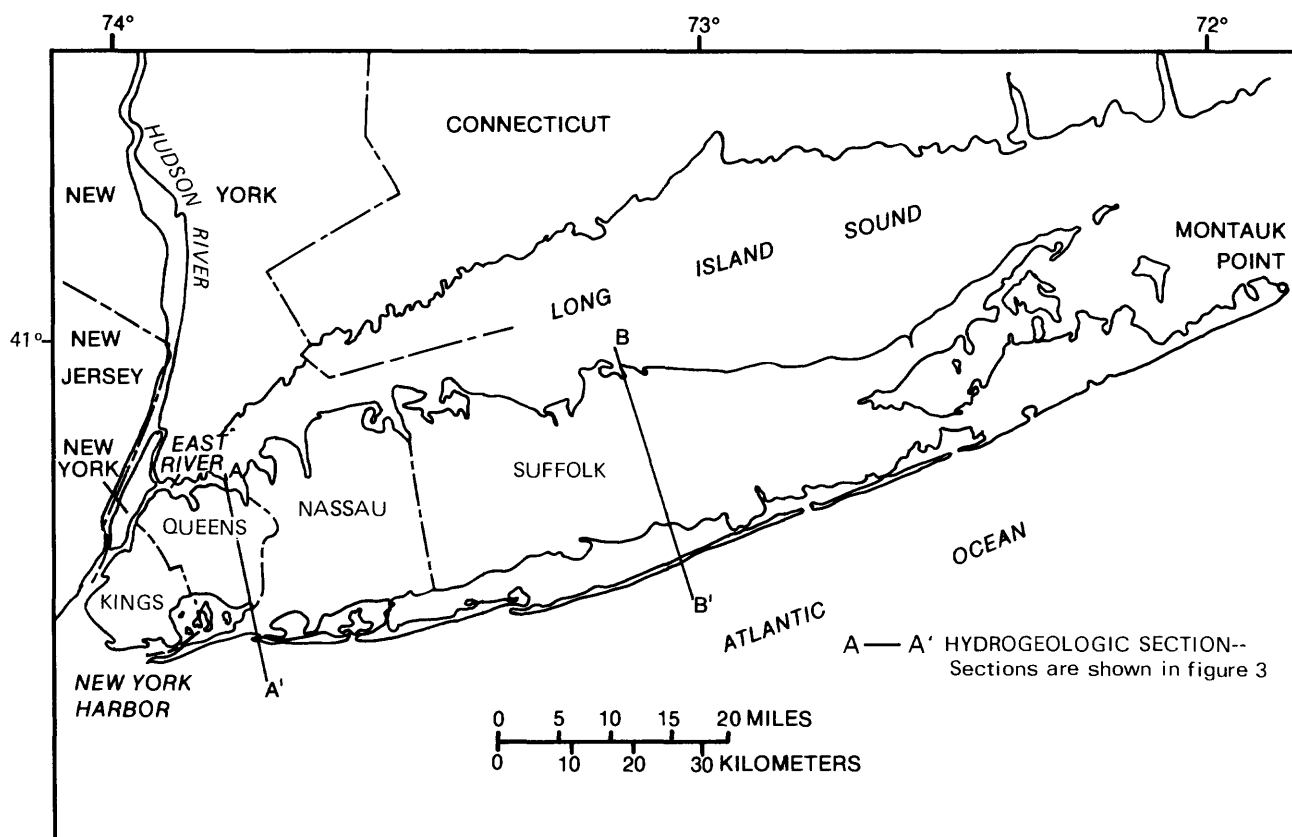 74°
73°
72°
41°
CONNECTICUT
HUDSON
RIVER
NEW YORK
NEW
JERSEY
NEW
YORK
EAST
RIVER
LONG ISLAND SOUND
MONTAUK
POINT
A
B
QUEENS
NASSAU
SUFFOLK
KINGS
A'
B'
ATLANTIC OCEAN
NEW YORK
HARBOR
A — A' HYDROGEOLOGIC SECTION--
Sections are shown in figure 3
0 5 10 15 20 MILES
0 10 20 30 KILOMETERS